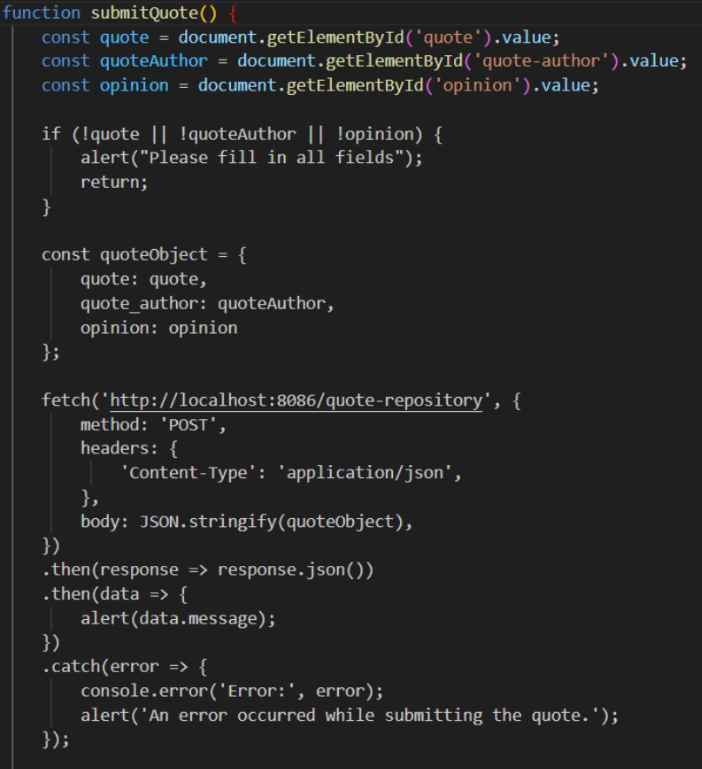 function submitQuote() {
    const quote = document.getElementById('quote').value;
    const quoteAuthor = document.getElementById('quote-author').value;
    const opinion = document.getElementById('opinion').value;

    if (!quote || !quoteAuthor || !opinion) {
        alert("Please fill in all fields");
        return;
    }

    const quoteObject = {
        quote: quote,
        quote_author: quoteAuthor,
        opinion: opinion
    };

    fetch('http://localhost:8086/quote-repository', {
        method: 'POST',
        headers: {
            'Content-Type': 'application/json',
        },
        body: JSON.stringify(quoteObject),
    })
    .then(response => response.json())
    .then(data => {
        alert(data.message);
    })
    .catch(error => {
        console.error('Error:', error);
        alert('An error occurred while submitting the quote.');
    });